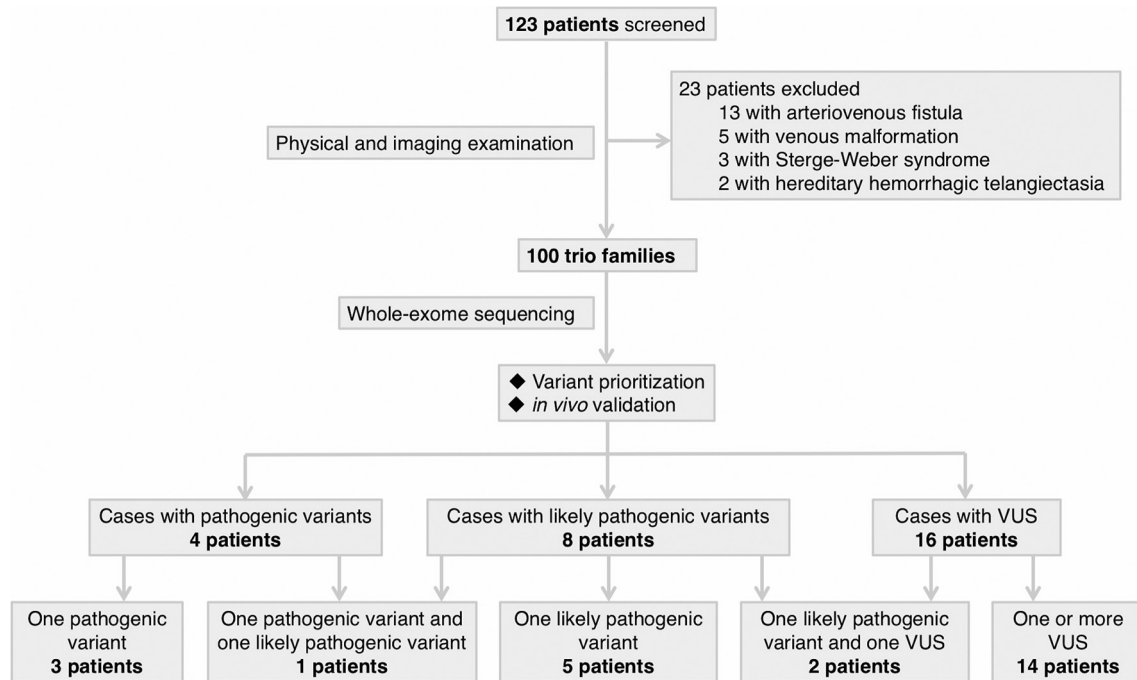 123 patients screened
23 patients excluded
13 with arteriovenous fistula
5 with venous malformation
3 with Sterge-Weber syndrome
2 with hereditary hemorrhagic telangiectasia
Physical and imaging examination
100 trio families
Whole-exome sequencing
◆ Variant prioritization
◆ in vivo validation
Cases with pathogenic variants
4 patients
Cases with likely pathogenic variants
8 patients
Cases with VUS
16 patients
One pathogenic
variant
3 patients
One pathogenic variant and
one likely pathogenic variant
1 patients
One likely pathogenic
variant
5 patients
One likely pathogenic
variant and one VUS
2 patients
One or more
VUS
14 patients